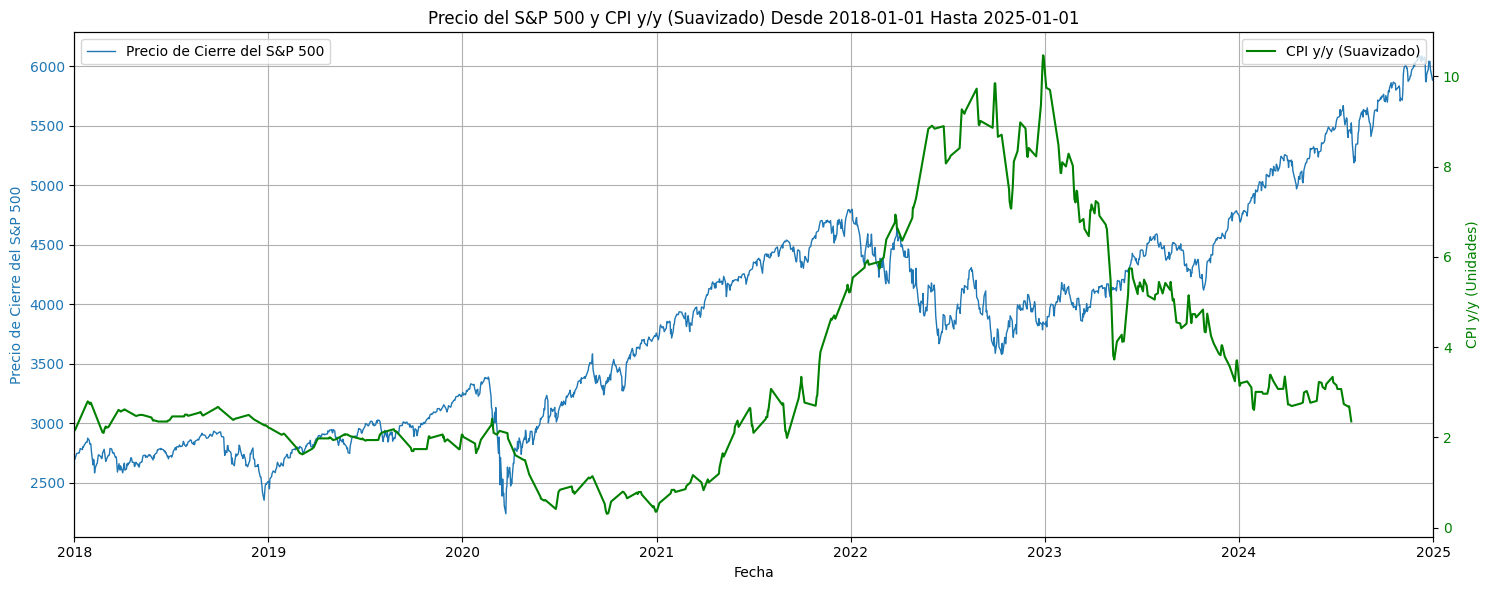 Precio del S&P 500 y CPI y/y (Suavizado) Desde 2018-01-01 Hasta 2025-01-01
Precio de Cierre del S&P 500
CPI y/y (Suavizado)
Precio de Cierre del S&P 500
6000
5500
5000
4500
4000
3500
3000
2500
CPI y/y (Unidades)
10
8
6
4
2
0
2018 2019 2020 2021 2022 2023 2024 2025
Fecha